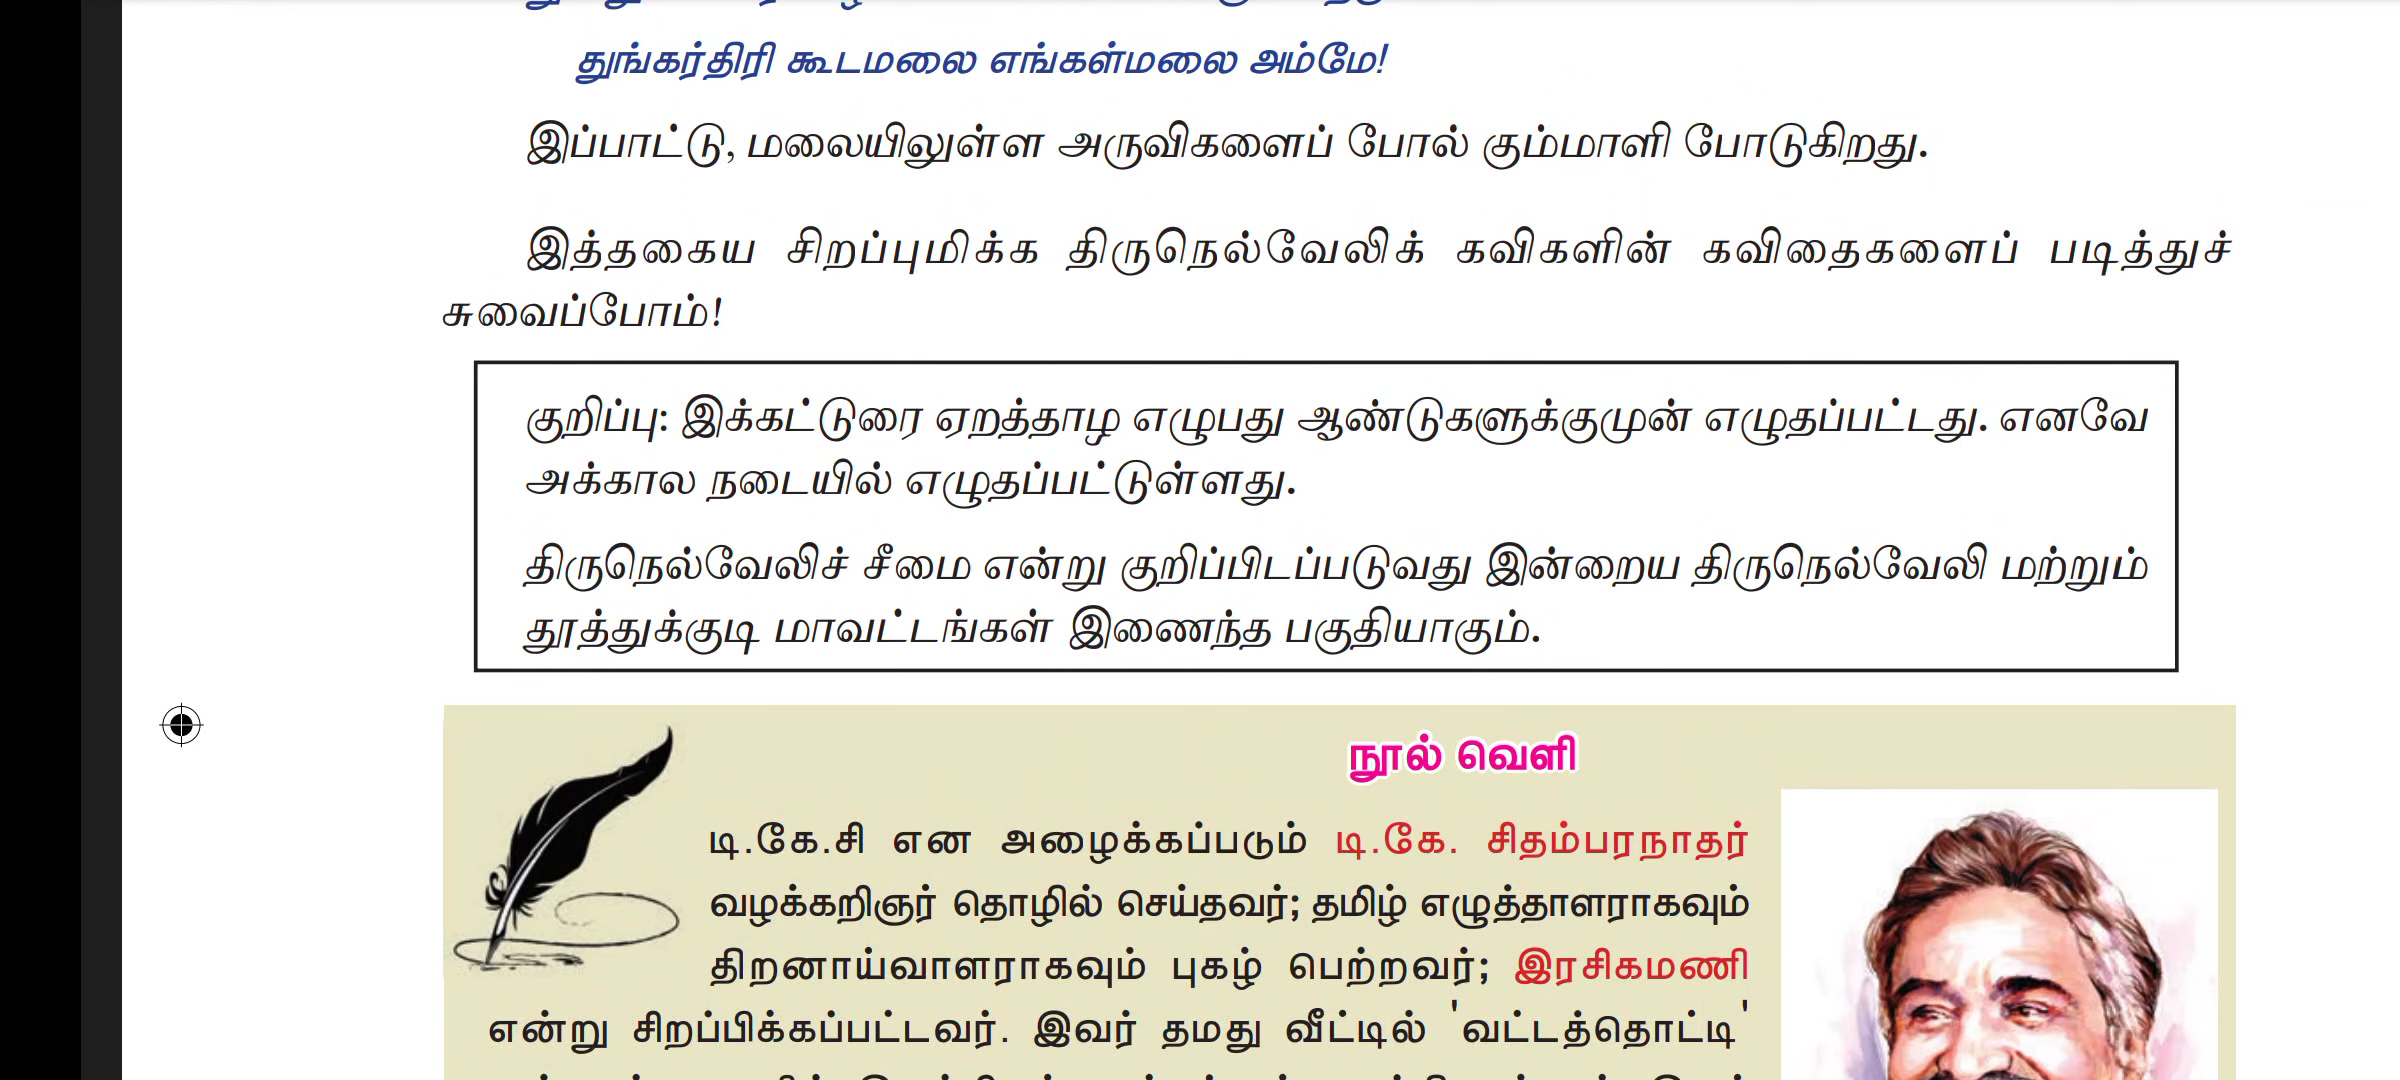 துங்கர்திரி கூடமலை எங்கள்மலை அம்மே!
இப்பாட்டு, மலையிலுள்ள அருவிகளைப் போல் கும்மாளி போடுகிறது.
இத்தகைய சிறப்புமிக்க திருநெல்வேலிக் கவிகளின் கவிதைகளைப் படித்துச்
சுவைப்போம்!
குறிப்பு: இக்கட்டுரை ஏறத்தாழ எழுபது ஆண்டுகளுக்குமுன் எழுதப்பட்டது. எனவே
அக்கால நடையில் எழுதப்பட்டுள்ளது.
திருநெல்வேலிச் சீமை என்று குறிப்பிடப்படுவது இன்றைய திருநெல்வேலி மற்றும்
தூத்துக்குடி மாவட்டங்கள் இணைந்த பகுதியாகும்.
நூல் வெளி
டி.கே.சி என அழைக்கப்படும் டி.கே. சிதம்பரநாதர்
வழக்கறிஞர் தொழில் செய்தவர்; தமிழ் எழுத்தாளராகவும்
திறனாய்வாளராகவும் புகழ் பெற்றவர்; இரசிகமணி
என்று சிறப்பிக்கப்பட்டவர். இவர் தமது வீட்டில் 'வட்டத்தொட்டி'